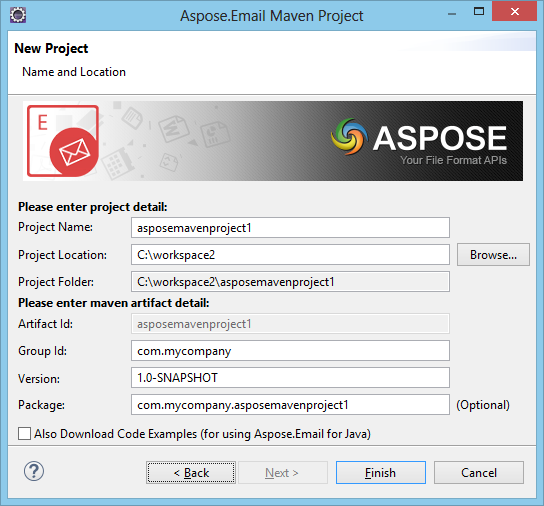 Aspose.Email Maven Project
New Project
Name and Location
E
ASPOSE
Your File Format APIs
Please enter project detail:
Project Name: asposemavenproject1
Project Location: C:\workspace2 Browse...
Project Folder: C:\workspace2\asposemavenproject1
Please enter maven artifact detail:
Artifact Id: asposemavenproject1
Group Id: com.mycompany
Version: 1.0-SNAPSHOT
Package: com.mycompany.asposemavenproject1 (Optional)
Also Download Code Examples (for using Aspose.Email for Java)
? < Back Next > Finish Cancel